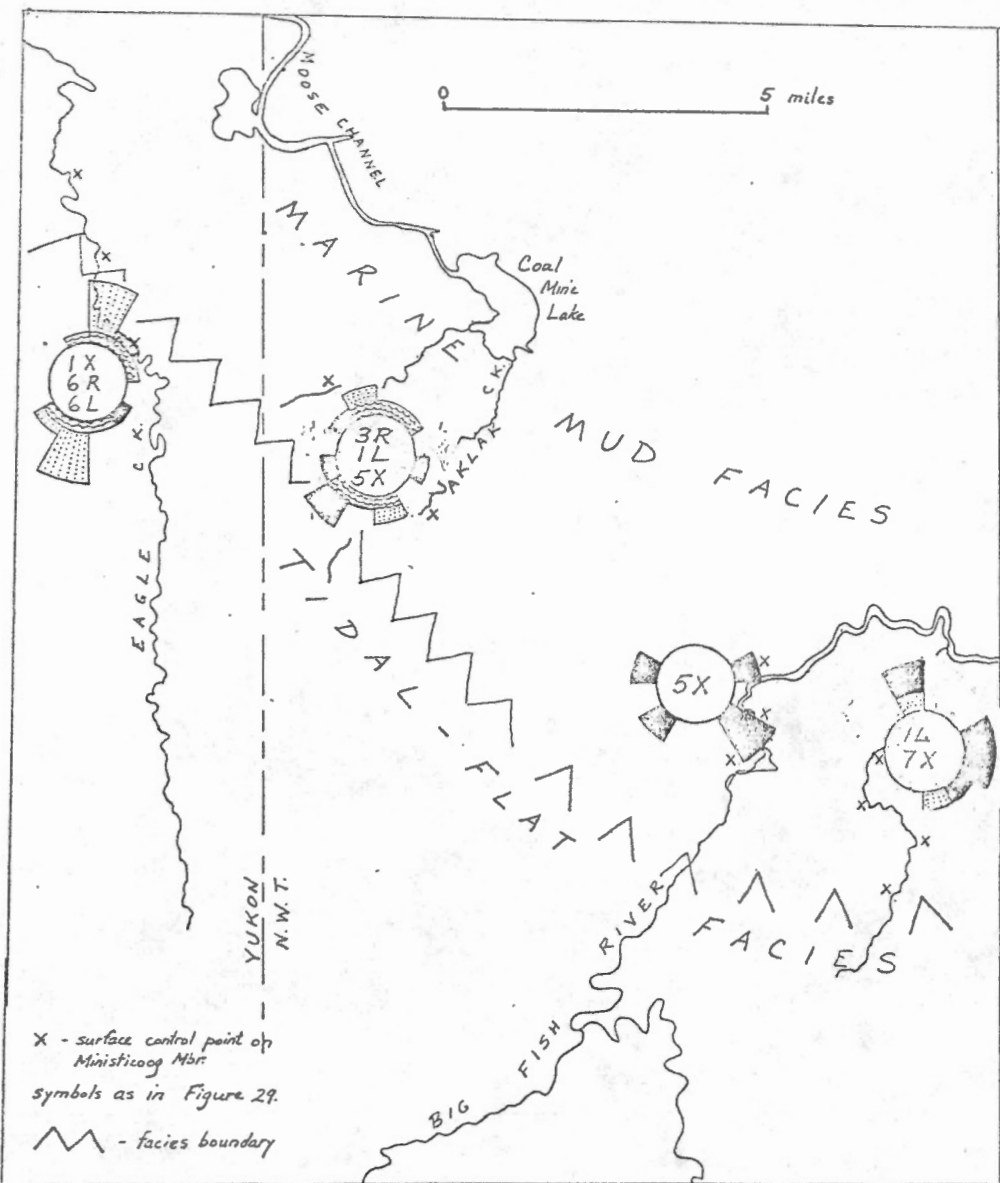 0 5 miles
MOOSE CHANNEL
MARINE
Coal
Mine
Lake
1X
6R
6L
3R
1L
5X
AKLAK CK.
MUD FACIES
EAGLE CK.
TIDAL-FLAT
5X
1L
7X
YUKON
N.W.T.
RIVER
FACIES
FISH
BIG
X - surface control point on
Ministicoog Mbr.
symbols as in Figure 29.
- facies boundary